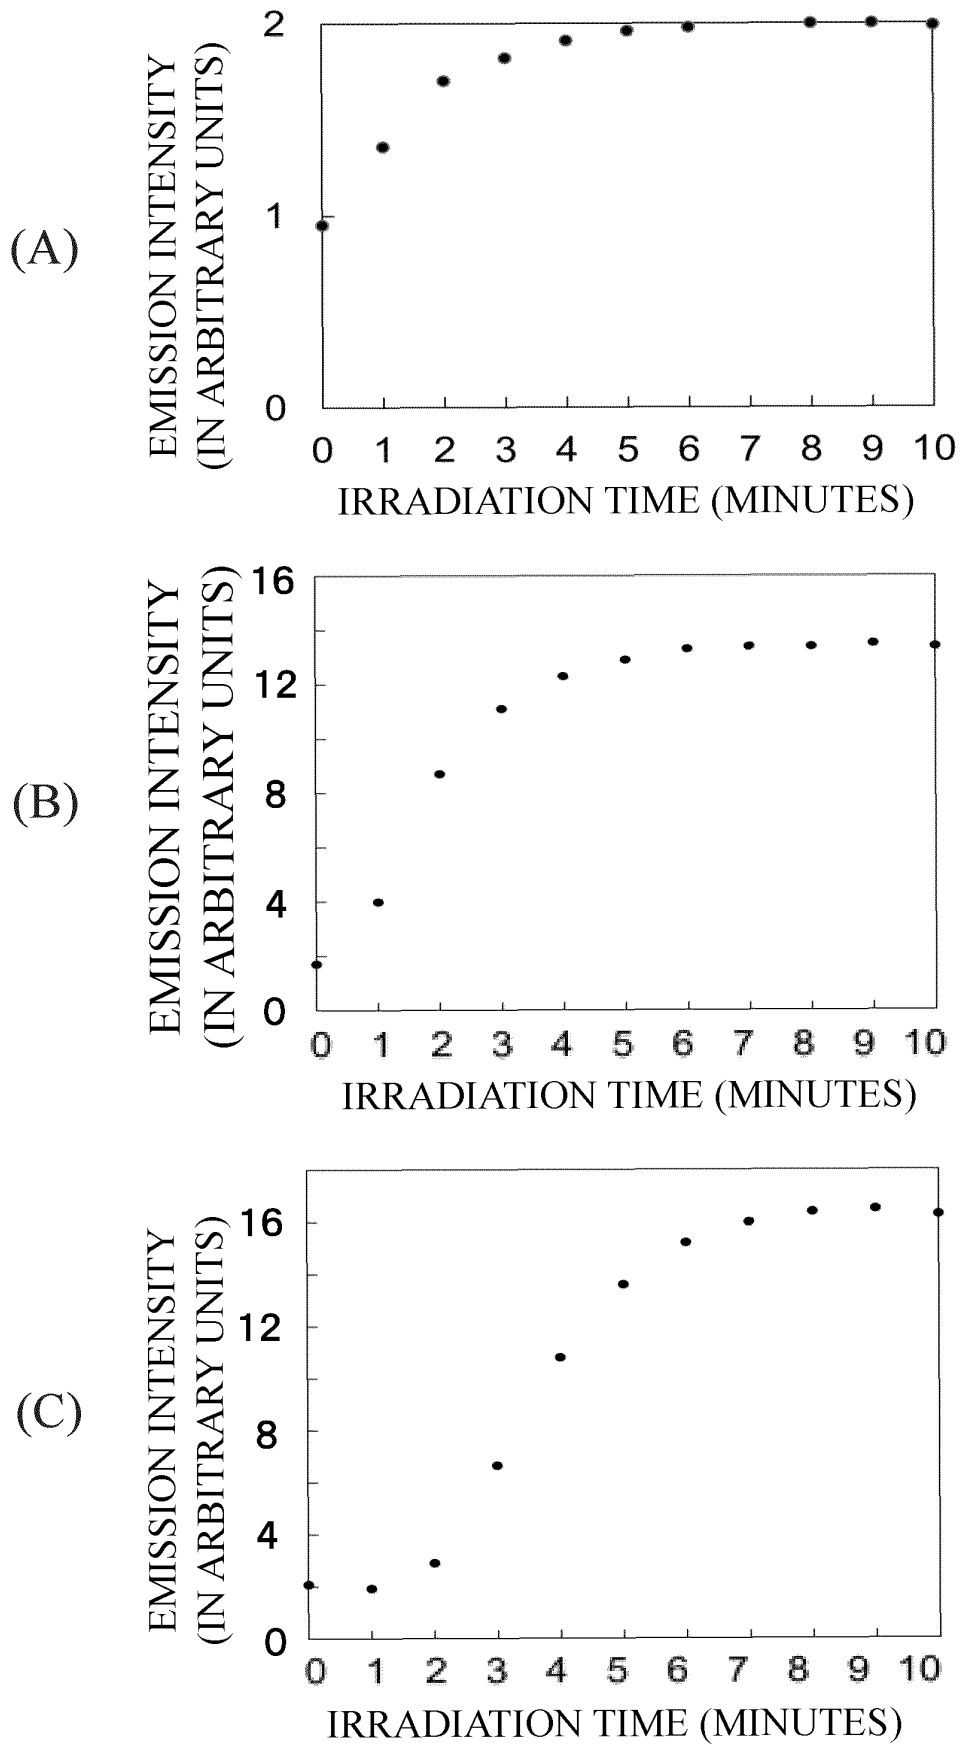 (A)
EMISSION INTENSITY
(IN ARBITRARY UNITS)
2
1
0
0 1 2 3 4 5 6 7 8 9 10
IRRADIATION TIME (MINUTES)
(B)
EMISSION INTENSITY
(IN ARBITRARY UNITS)
16
12
8
4
0
0 1 2 3 4 5 6 7 8 9 10
IRRADIATION TIME (MINUTES)
(C)
EMISSION INTENSITY
(IN ARBITRARY UNITS)
16
12
8
4
0
0 1 2 3 4 5 6 7 8 9 10
IRRADIATION TIME (MINUTES)